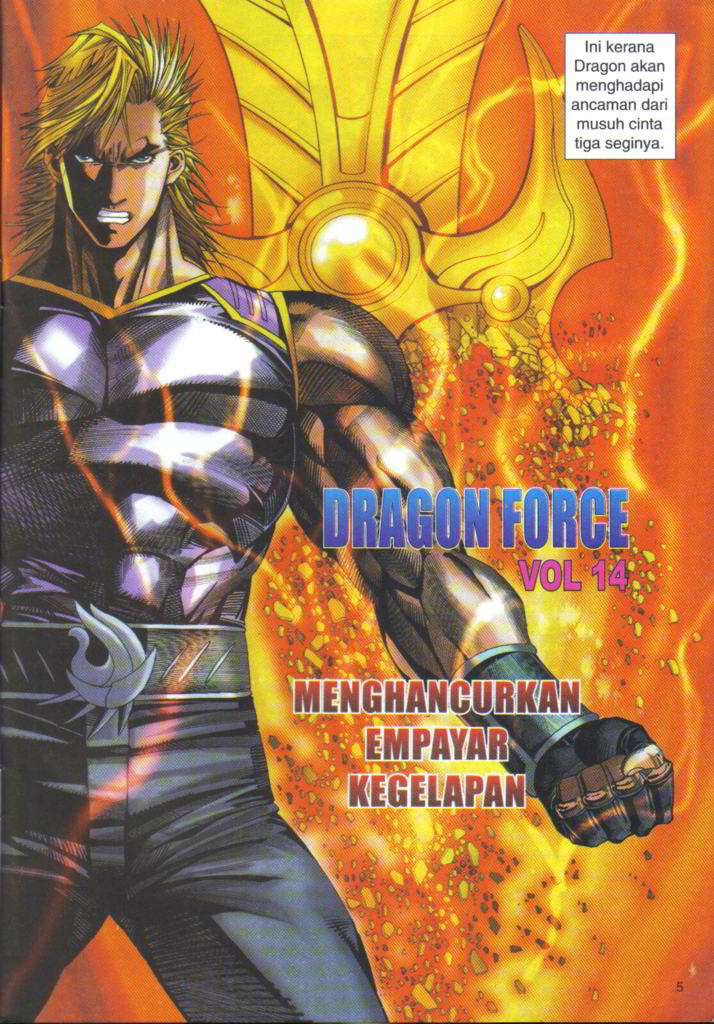 Ini kerana
Dragon akan
menghadapi
ancaman dari
musuh cinta
tiga seginya.
DRAGON FORCE
VOL 14
MENGHANCURKAN
EMPAYAR
KEGELAPAN
5